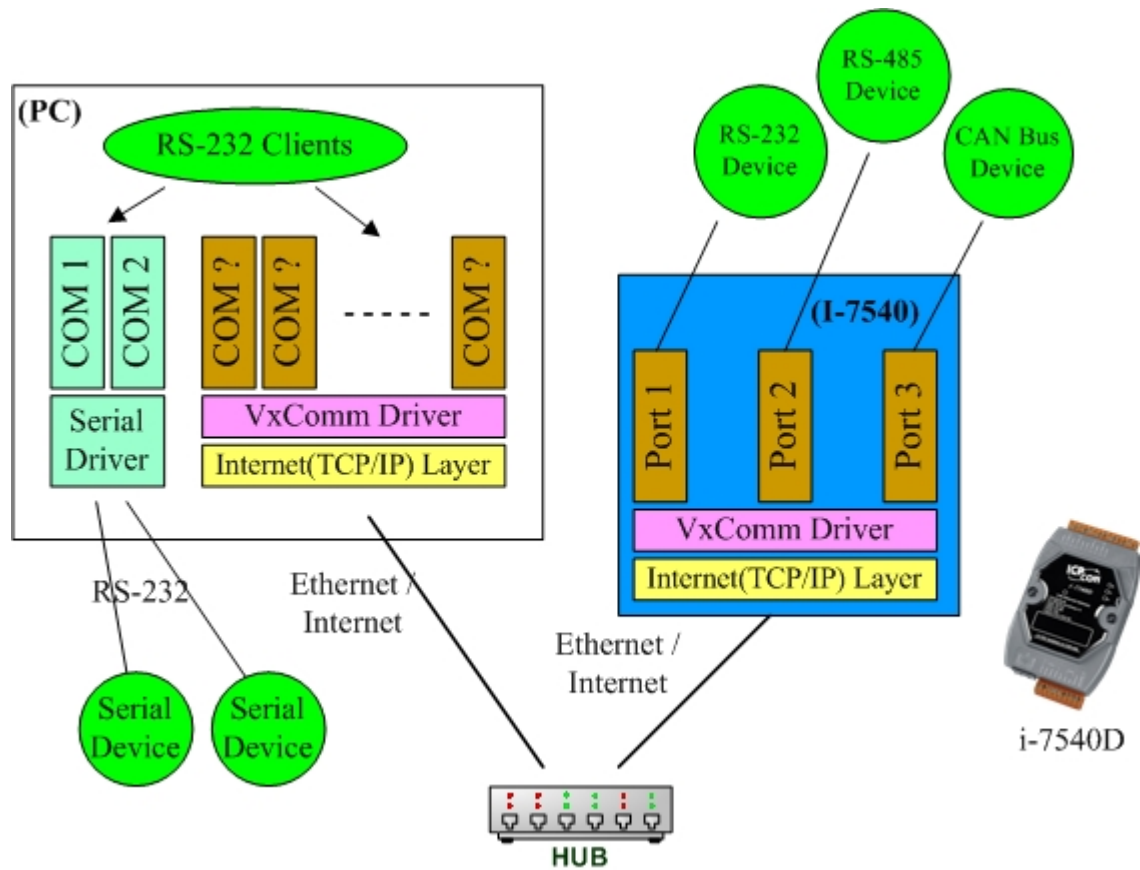 (PC)
RS-232 Clients
COM 1
COM 2
COM ?
COM ?
-----
COM ?
Serial
Driver
VxComm Driver
Internet(TCP/IP) Layer
RS-232
Ethernet /
Internet
Serial
Device
Serial
Device
RS-232
Device
RS-485
Device
CAN Bus
Device
(I-7540)
Port 1
Port 2
Port 3
VxComm Driver
Internet(TCP/IP) Layer
Ethernet /
Internet
ICP
CON
i-7540D
HUB